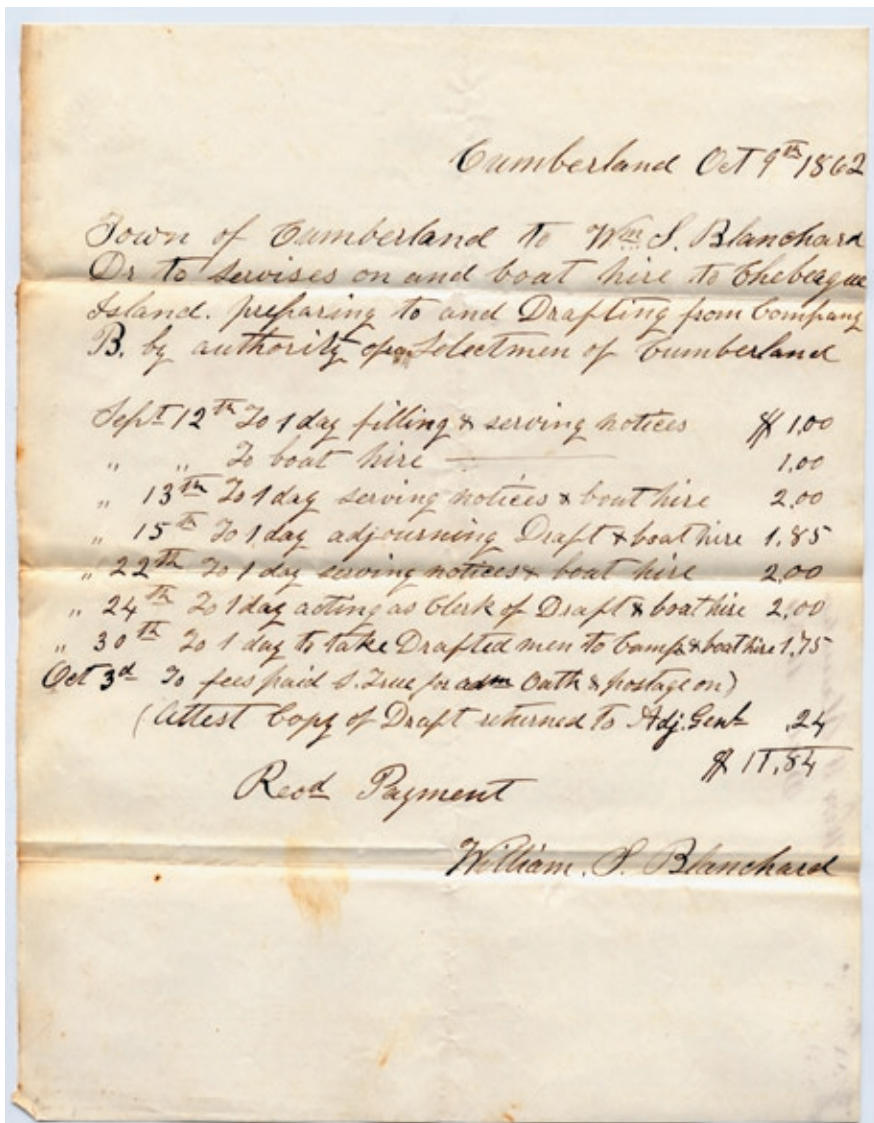 Cumberland Oct 9th 1862
Town of Cumberland to Wm S. Blanchard
Dr to servises on and boat hire to Chebeague
Island. preparing to and Drafting from Company
B. by authority of Selectmen of Cumberland
Sept 12th To 1 day filling & serving notices $ 1.00
" " To boat hire — 1.00
" 13th To 1 day serving notices & boat hire 2.00
" 15th To 1 day adjourning Draft & boat hire 1.85
" 22th To 1 day serving notices & boat hire 2.00
" 24th To 1 day acting as Clerk of Draft & boat hire 2.00
" 30th To 1 day to take Drafted men to Camp & boat hire 1.75
Oct 3d To fees paid S. True for adm Oath & postage on)
(Attest Copy of Draft returned to Adj. Genl .24
$ 11,84
Recd Payment
William. S. Blanchard